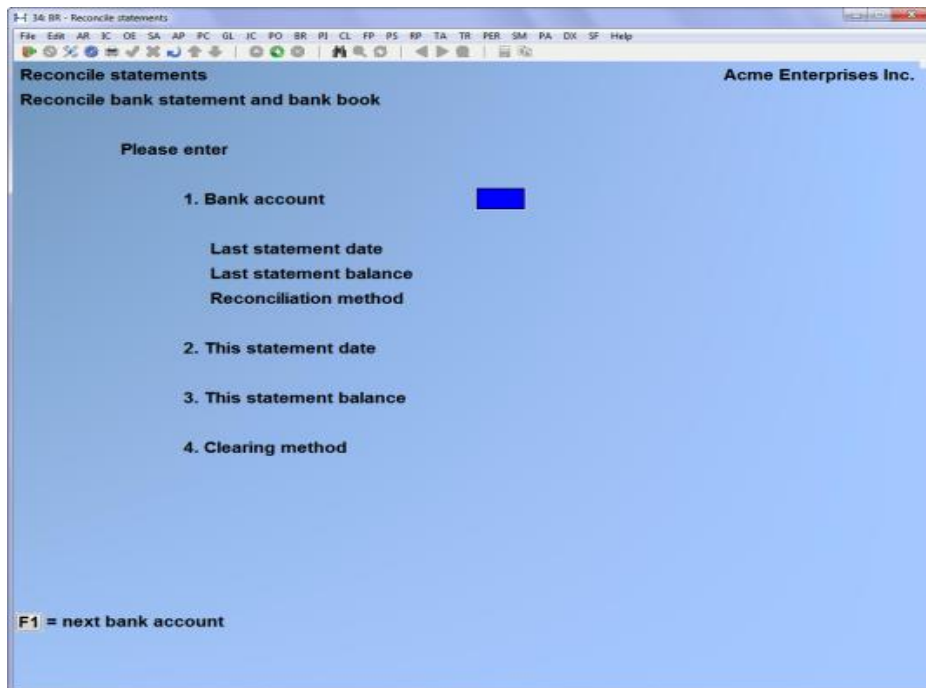 34: BR - Reconcile statements
File Edit AR IC OE SA AP PC GL JC PO BR PJ CL FP PS RP TA TR PER SM PA DX SF Help
Reconcile statements Acme Enterprises Inc.
Reconcile bank statement and bank book
Please enter
1. Bank account
Last statement date
Last statement balance
Reconciliation method
2. This statement date
3. This statement balance
4. Clearing method
F1 = next bank account